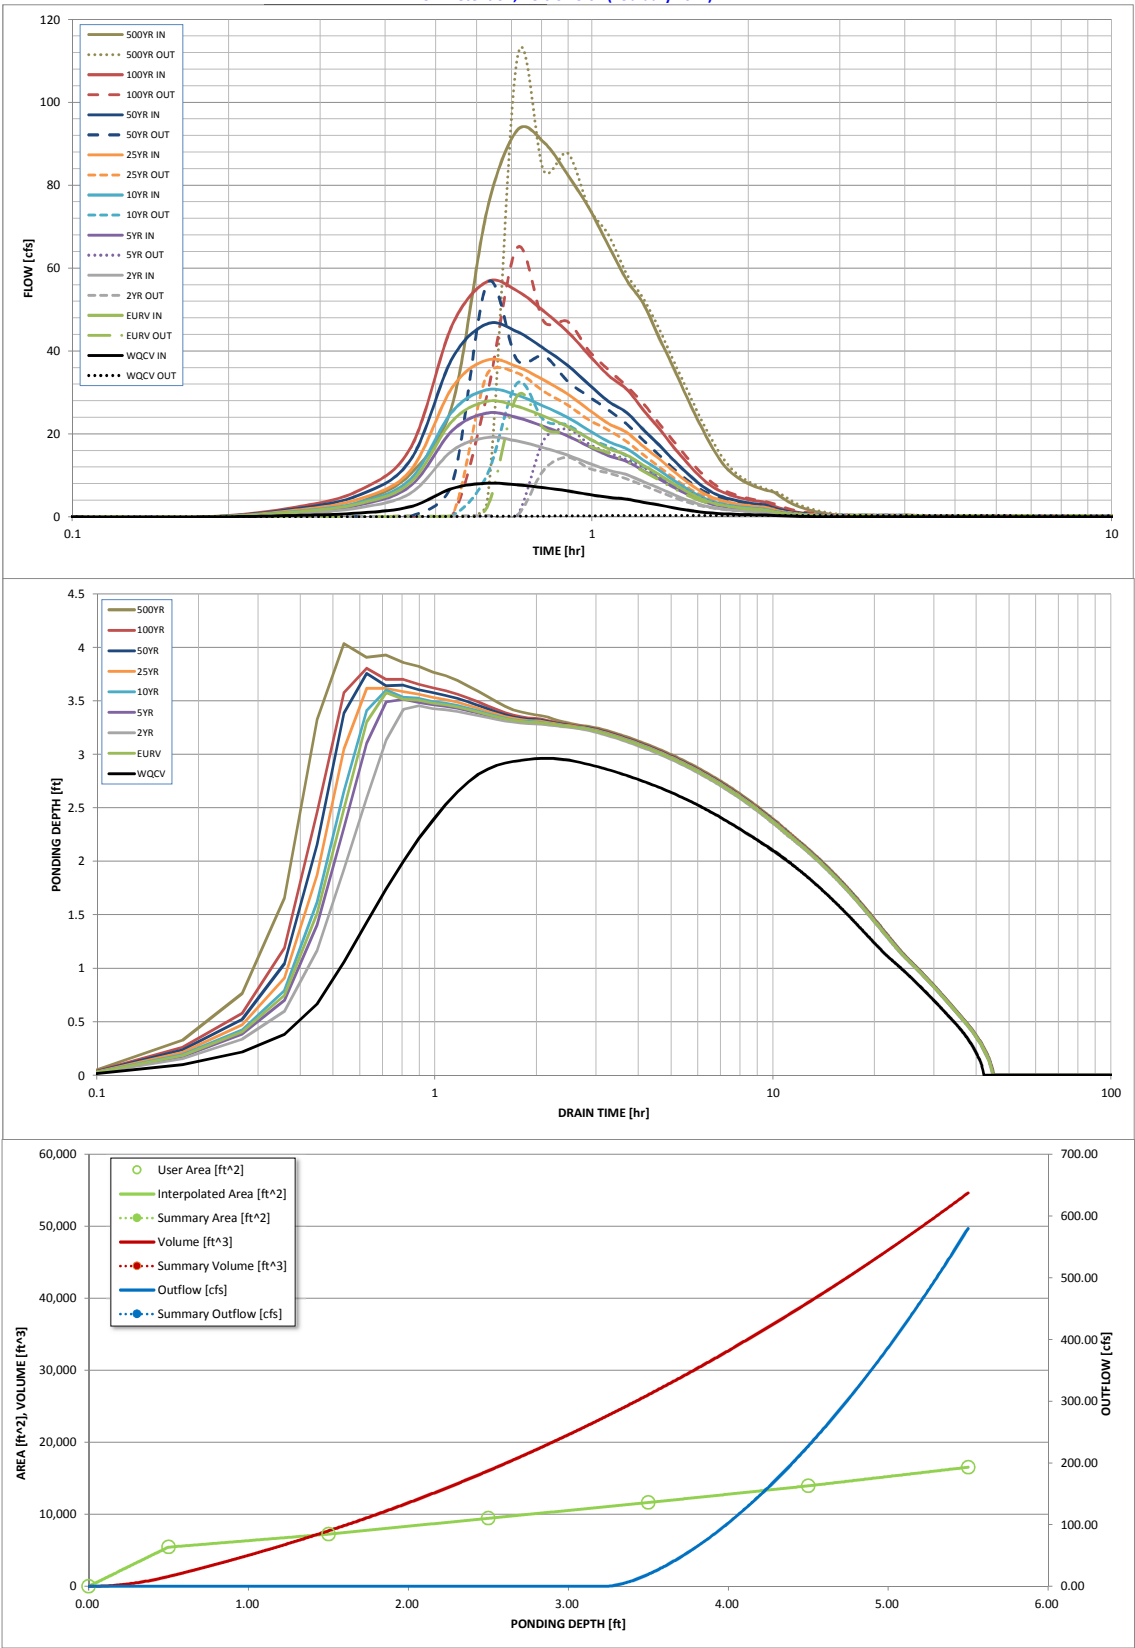 120
100
80
60
40
20
0
FLOW [cfs]
500YR IN
500YR OUT
100YR IN
100YR OUT
50YR IN
50YR OUT
25YR IN
25YR OUT
10YR IN
10YR OUT
5YR IN
5YR OUT
2YR IN
2YR OUT
EURV IN
EURV OUT
WQCV IN
WQCV OUT
0.1
1
10
TIME [hr]
4.5
4
3.5
3
2.5
2
1.5
1
0.5
0
PONDING DEPTH [ft]
500YR
100YR
50YR
25YR
10YR
5YR
2YR
EURV
WQCV
0.1
1
10
100
DRAIN TIME [hr]
60,000
50,000
40,000
30,000
20,000
10,000
0
AREA [ft^2], VOLUME [ft^3]
User Area [ft^2]
Interpolated Area [ft^2]
Summary Area [ft^2]
Volume [ft^3]
Summary Volume [ft^3]
Outflow [cfs]
Summary Outflow [cfs]
700.00
600.00
500.00
400.00
300.00
200.00
100.00
0.00
OUTFLOW [cfs]
0.00
1.00
2.00
3.00
4.00
5.00
6.00
PONDING DEPTH [ft]